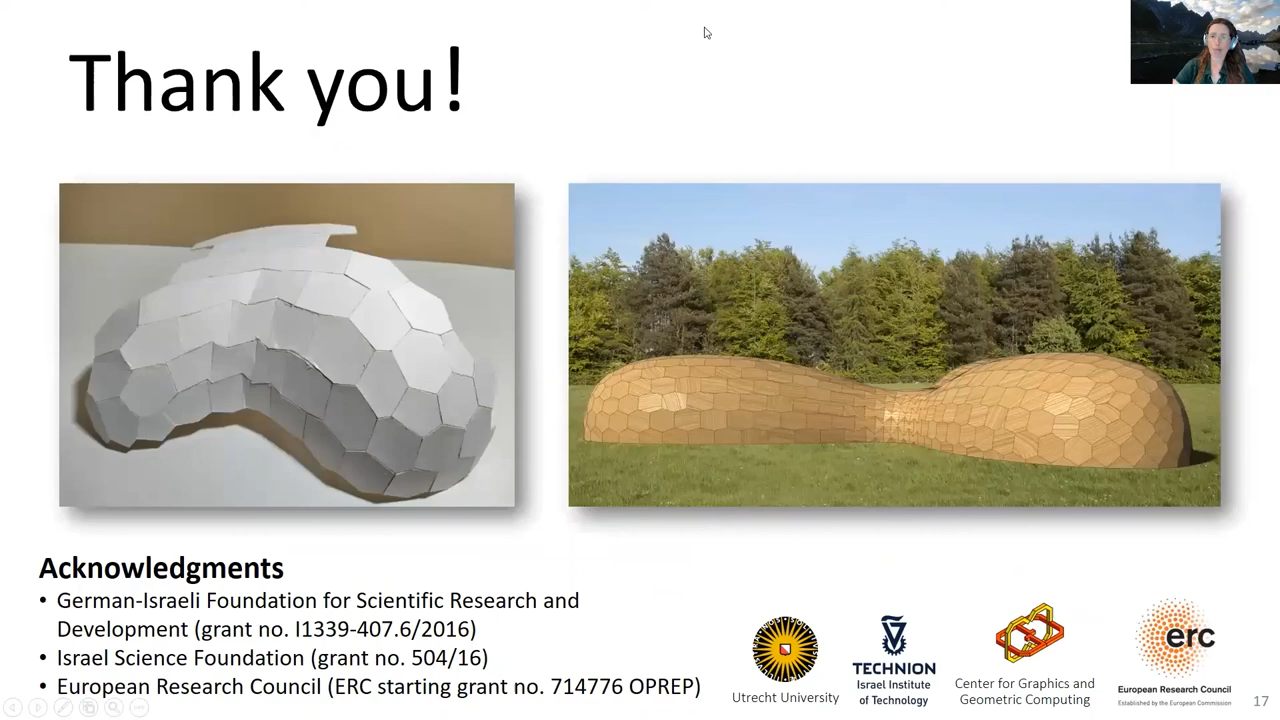 Thank you!
Acknowledgments
• German-Israeli Foundation for Scientific Research and
Development (grant no. I1339-407.6/2016)
• Israel Science Foundation (grant no. 504/16)
• European Research Council (ERC starting grant no. 714776 OPREP)
Utrecht University
TECHNION
Israel Institute
of Technology
Center for Graphics and
Geometric Computing
erc
European Research Council
Established by the European Commission
17